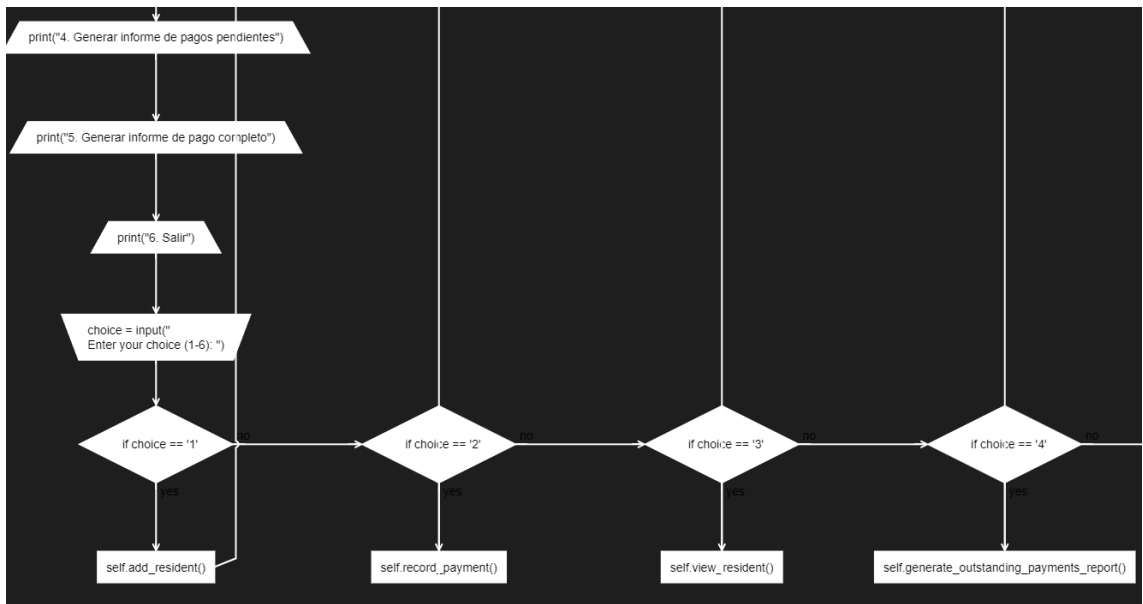 print("4. Generar informe de pagos pendientes")
print("5. Generar informe de pago completo")
print("6. Salir")
choice = input("
Enter your choice (1-6): ")
if choice == '1'
no
if choice == '2'
no
if choice == '3'
no
if choice == '4'
no
yes
yes
yes
yes
self.add_resident()
self.record_payment()
self.view_resident()
self.generate_outstanding_payments_report()